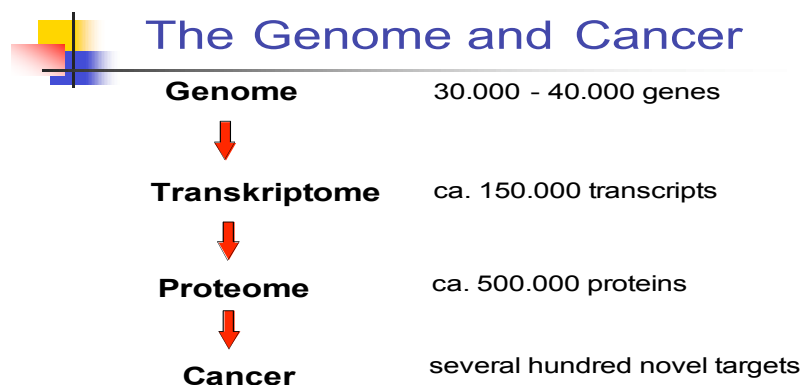 The Genome and Cancer
Genome 30.000 - 40.000 genes
Transkriptome ca. 150.000 transcripts
Proteome ca. 500.000 proteins
Cancer several hundred novel targets